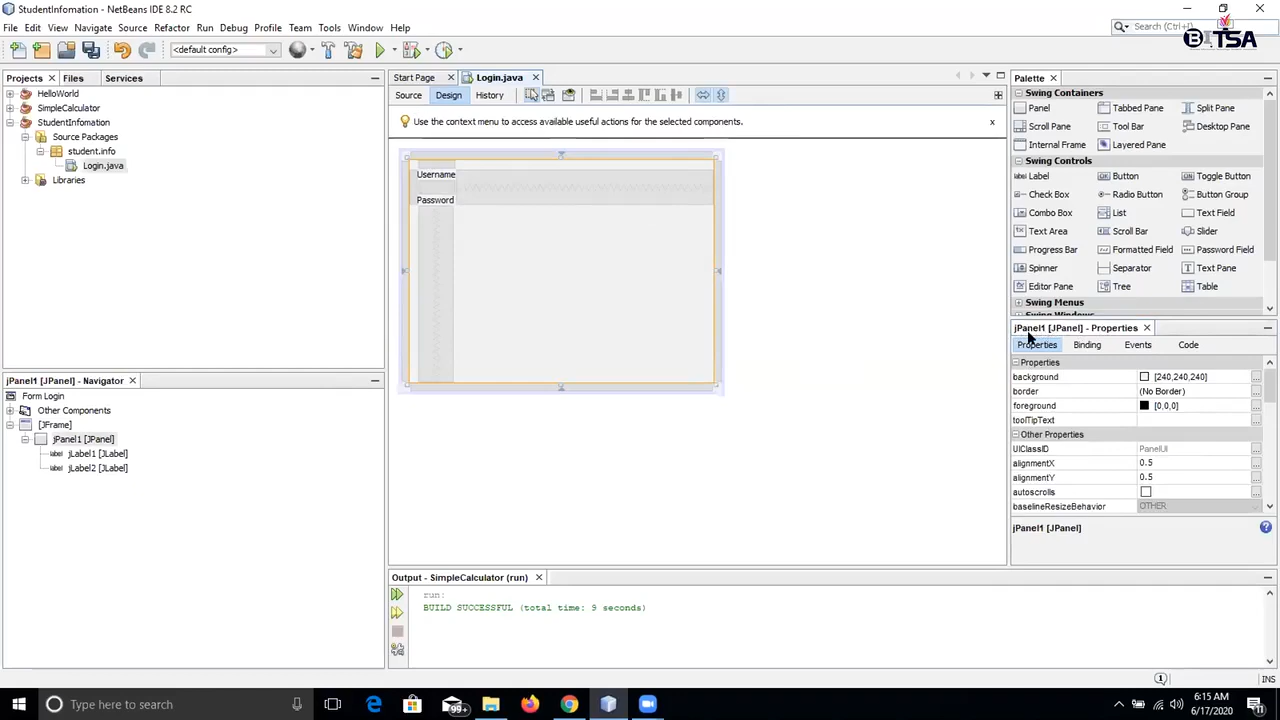 StudentInfomation - NetBeans IDE 8.2 RC
File Edit View Navigate Source Refactor Run Debug Profile Team Tools Window Help
Search (Ctrl+I)
TSA
<default config>
Projects Files Services
HelloWorld
SimpleCalculator
StudentInfomation
Source Packages
student.info
Login.java
Libraries
Start Page Login.java
Source Design History
Use the context menu to access available useful actions for the selected components. x
Username
Password
Palette
Swing Containers
Panel Tabbed Pane Split Pane
Scroll Pane Tool Bar Desktop Pane
Internal Frame Layered Pane
Swing Controls
Label Button Toggle Button
Check Box Radio Button Button Group
Combo Box List Text Field
Text Area Scroll Bar Slider
Progress Bar Formatted Field Password Field
Spinner Separator Text Pane
Editor Pane Tree Table
Swing Menus
Swing Windows
jPanel1 [JPanel] - Properties
Properties Binding Events Code
Properties
background [240,240,240]
border (No Border)
foreground [0,0,0]
toolTipText
Other Properties
UIClassID PanelUI
alignmentX 0.5
alignmentY 0.5
autoscrolls
baselineResizeBehavior OTHER
jPanel1 [JPanel]
jPanel1 [JPanel] - Navigator
Form Login
Other Components
[JFrame]
jPanel1 [JPanel]
jLabel1 [JLabel]
jLabel2 [JLabel]
Output - SimpleCalculator (run)
run:
BUILD SUCCESSFUL (total time: 9 seconds)
1 INS
Type here to search
99+
6:15 AM
6/17/2020
11